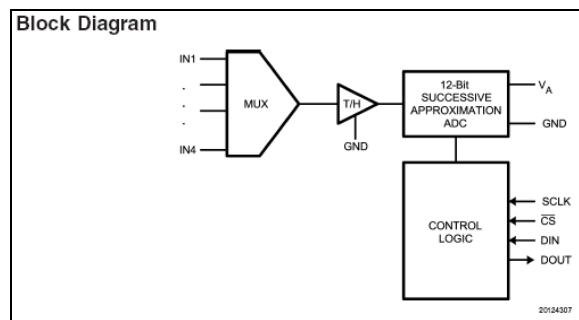 Block Diagram
IN1
.
.
.
IN4
MUX
T/H
GND
12-Bit
SUCCESSIVE
APPROXIMATION
ADC
VA
GND
CONTROL
LOGIC
SCLK
CS
DIN
DOUT
20124307